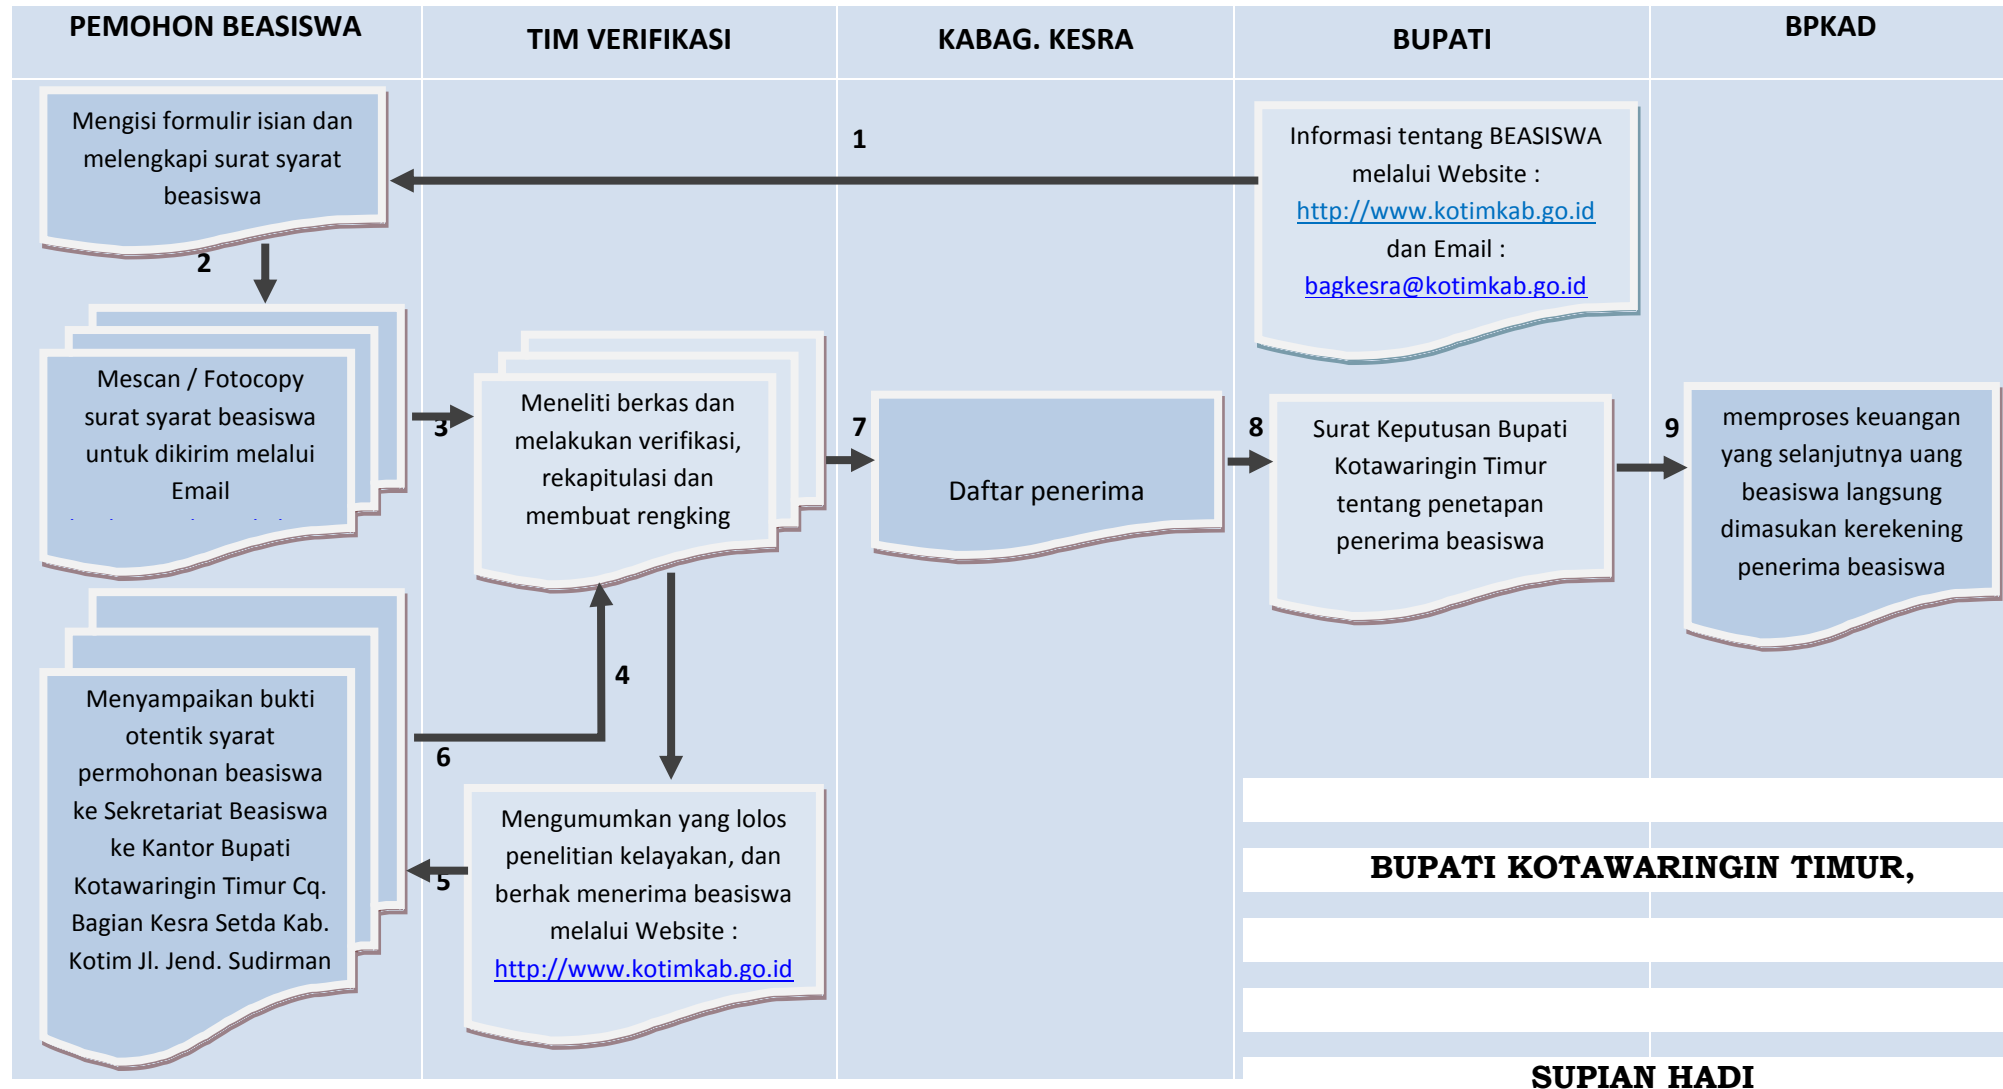 PEMOHON BEASISWA
TIM VERIFIKASI
KABAG. KESRA
BUPATI
BPKAD
Mengisi formulir isian dan
melengkapi surat syarat
beasiswa
1
Informasi tentang BEASISWA
melalui Website :
http://www.kotimkab.go.id
dan Email :
bagkesra@kotimkab.go.id
2
Mescan / Fotocopy
surat syarat beasiswa
untuk dikirim melalui
Email
3
Meneliti berkas dan
melakukan verifikasi,
rekapitulasi dan
membuat rengking
7
Daftar penerima
8
Surat Keputusan Bupati
Kotawaringin Timur
tentang penetapan
penerima beasiswa
9
memproses keuangan
yang selanjutnya uang
beasiswa langsung
dimasukan kerekening
penerima beasiswa
4
Menyampaikan bukti
otentik syarat
permohonan beasiswa
ke Sekretariat Beasiswa
ke Kantor Bupati
Kotawaringin Timur Cq.
Bagian Kesra Setda Kab.
Kotim Jl. Jend. Sudirman
6
5
Mengumumkan yang lolos
penelitian kelayakan, dan
berhak menerima beasiswa
melalui Website :
http://www.kotimkab.go.id
BUPATI KOTAWARINGIN TIMUR,
SUPIAN HADI